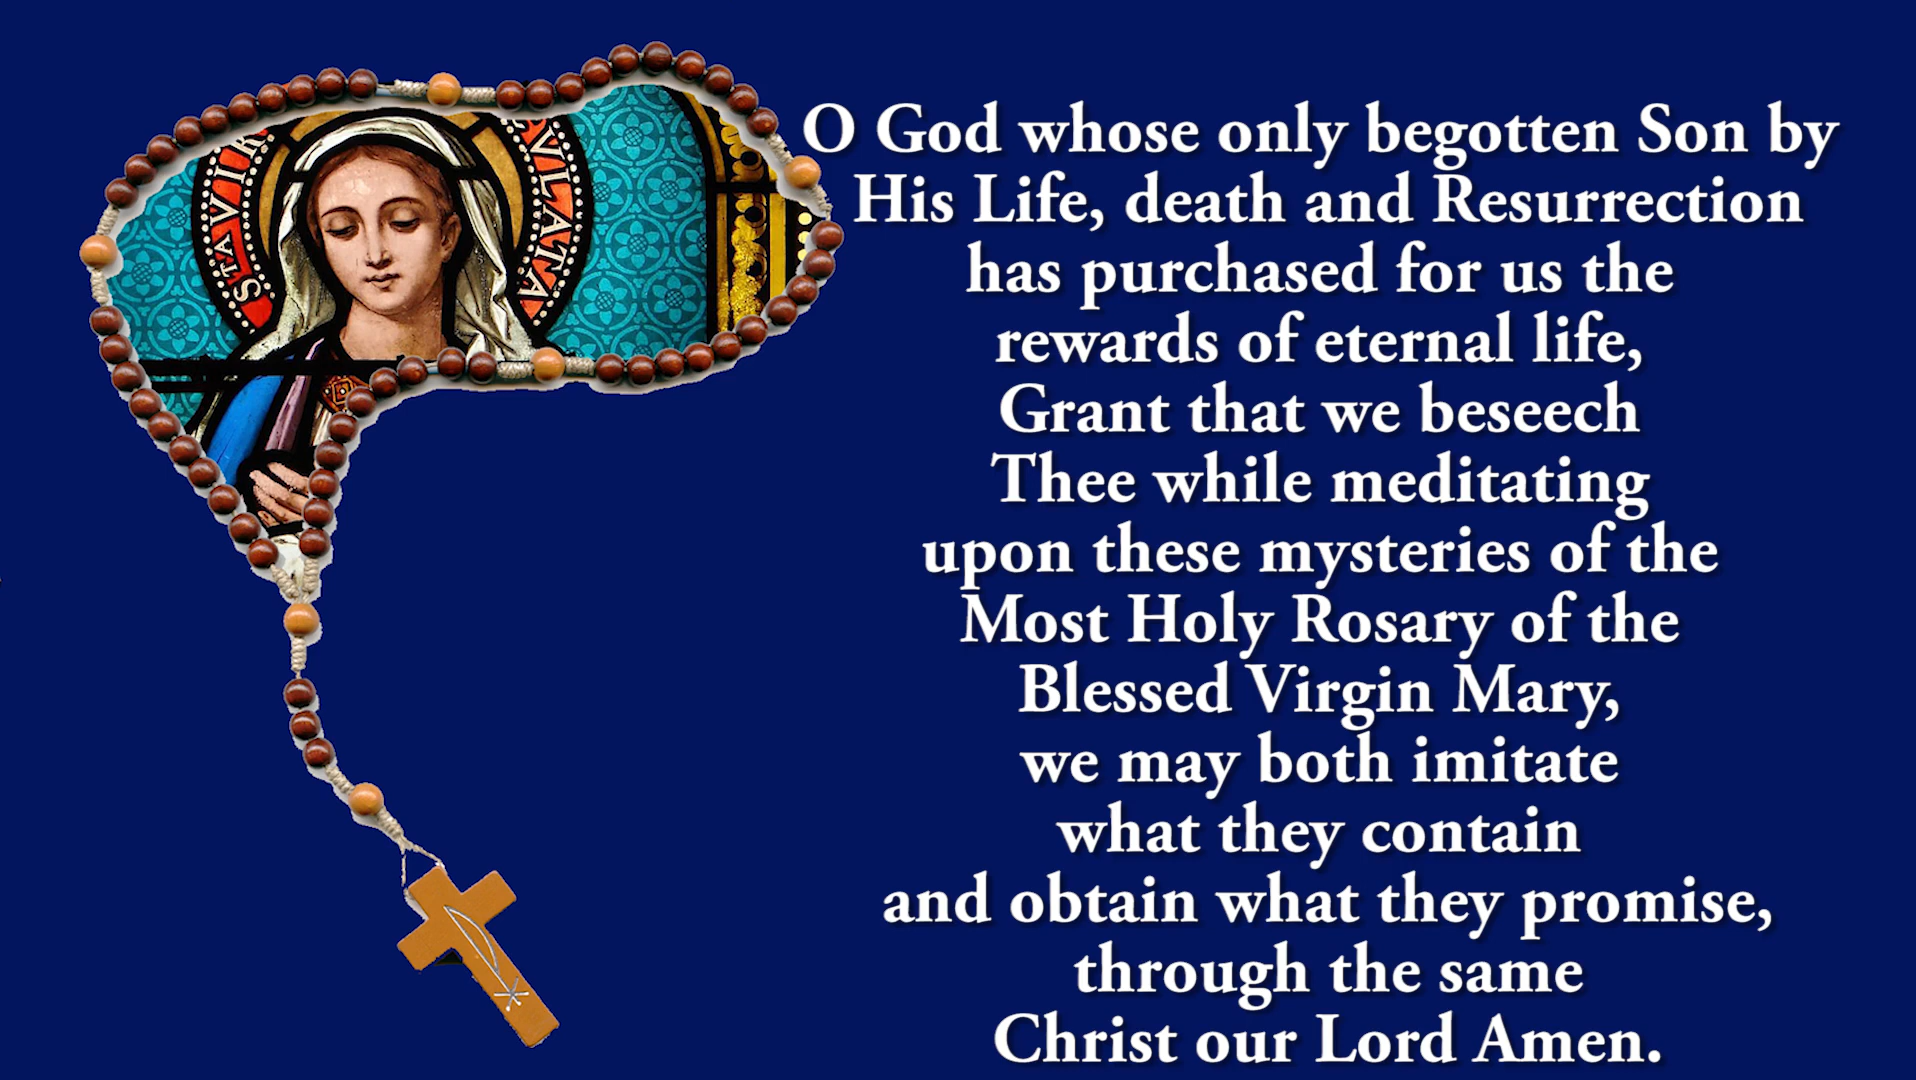 STA VIR
VLATA
O God whose only begotten Son by
His Life, death and Resurrection
has purchased for us the
rewards of eternal life,
Grant that we beseech
Thee while meditating
upon these mysteries of the
Most Holy Rosary of the
Blessed Virgin Mary,
we may both imitate
what they contain
and obtain what they promise,
through the same
Christ our Lord Amen.